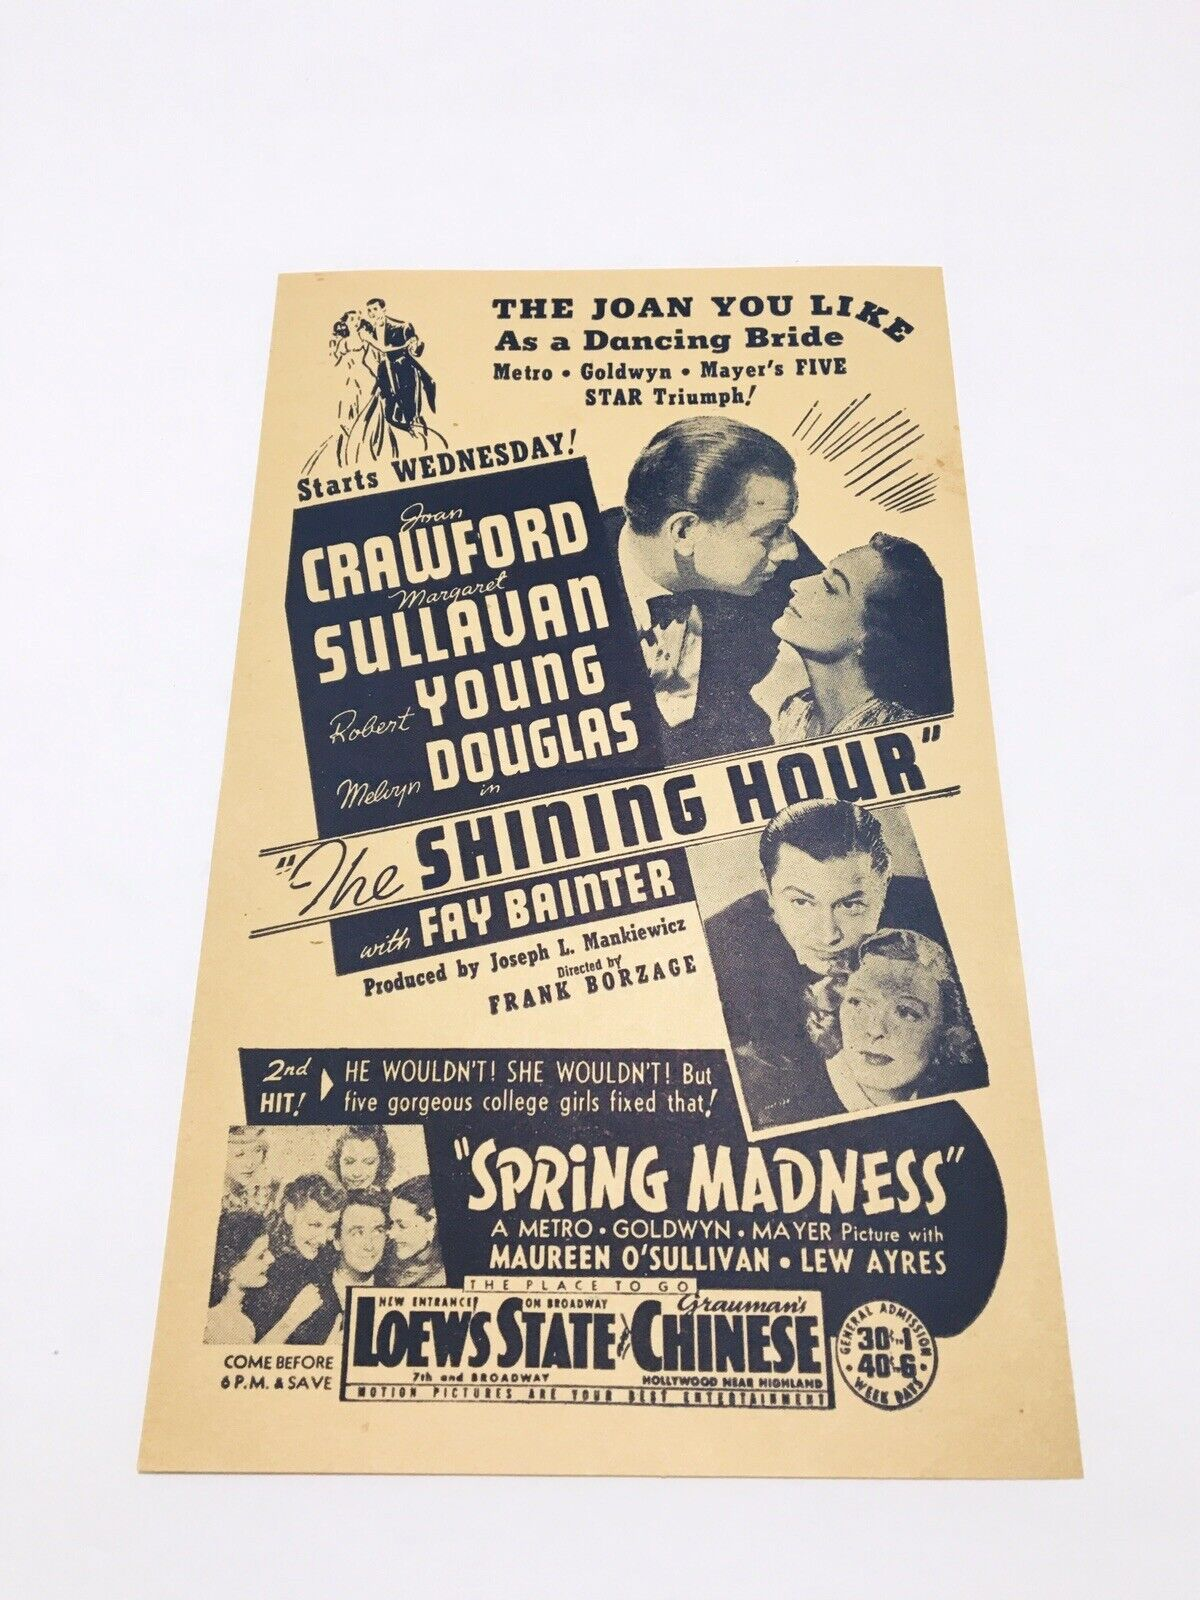 THE JOAN YOU LIKE
As a Dancing Bride
Metro • Goldwyn • Mayer's FIVE
STAR Triumph!
Starts WEDNESDAY!
Joan
CRAWFORD
Margaret
SULLAVAN
Robert YOUNG
Melvyn DOUGLAS
in
"The SHINING HOUR"
with FAY BAINTER
Produced by Joseph L. Mankiewicz
Directed by
FRANK BORZAGE
2nd HIT!
HE WOULDN'T! SHE WOULDN'T! But
five gorgeous college girls fixed that!
"SPRING MADNESS"
A METRO • GOLDWYN • MAYER Picture with
MAUREEN O'SULLIVAN • LEW AYRES
THE PLACE TO GO
NEW ENTRANCE ON BROADWAY
LOEW'S STATE & Grauman's CHINESE
7th and BROADWAY
HOLLYWOOD NEAR HIGHLAND
MOTION PICTURES ARE YOUR BEST ENTERTAINMENT
COME BEFORE
6 P.M. & SAVE
GENERAL ADMISSION
30¢ TO 1
40¢ TO 6
• WEEK DAYS •